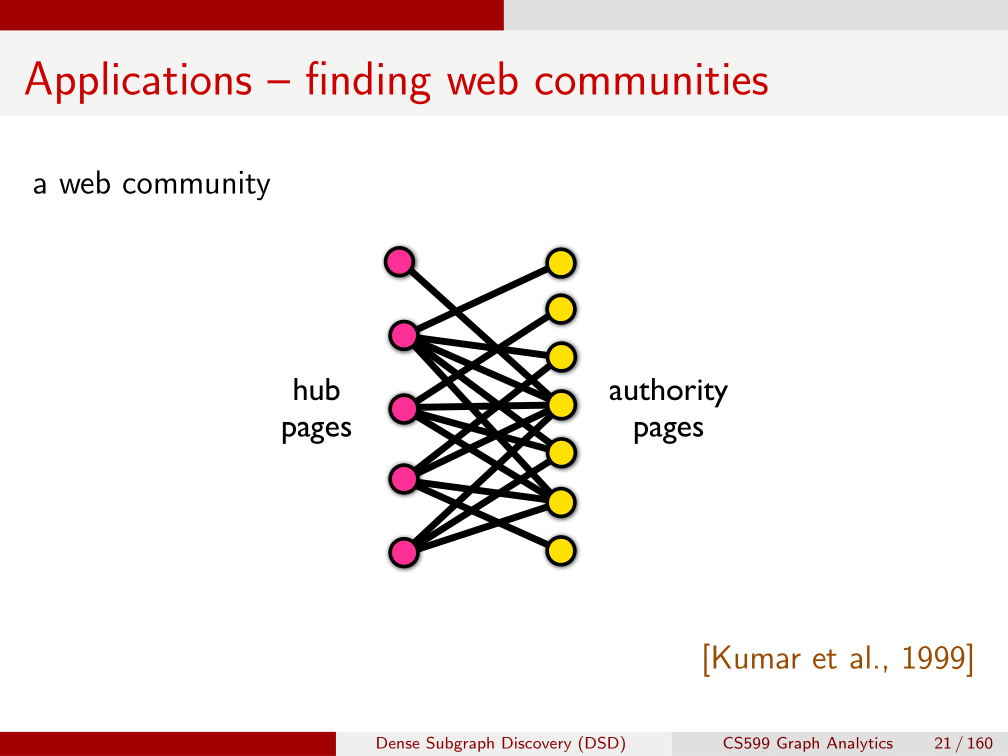 Applications – finding web communities
a web community
hub
pages
authority
pages
[Kumar et al., 1999]
Dense Subgraph Discovery (DSD)
CS599 Graph Analytics
21 / 160